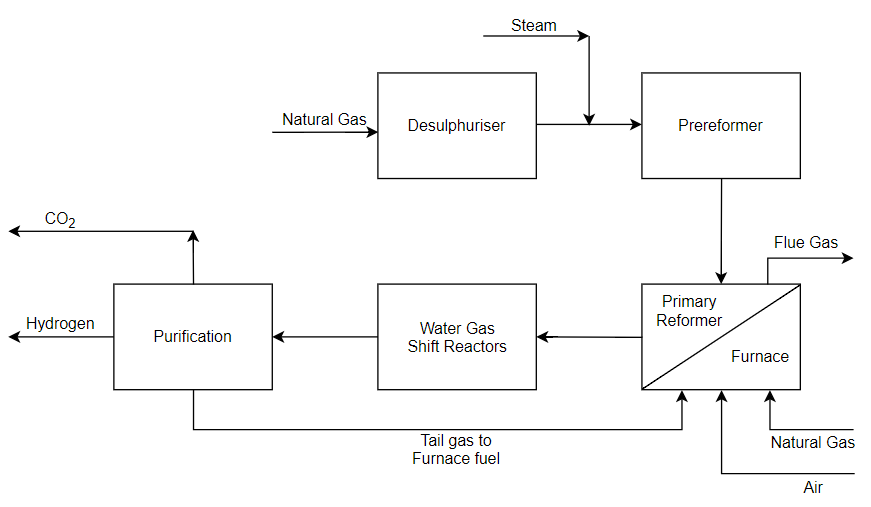 Steam
Natural Gas
Desulphuriser
Prereformer
CO₂
Flue Gas
Hydrogen
Purification
Water Gas
Shift Reactors
Primary
Reformer
Furnace
Tail gas to
Furnace fuel
Natural Gas
Air